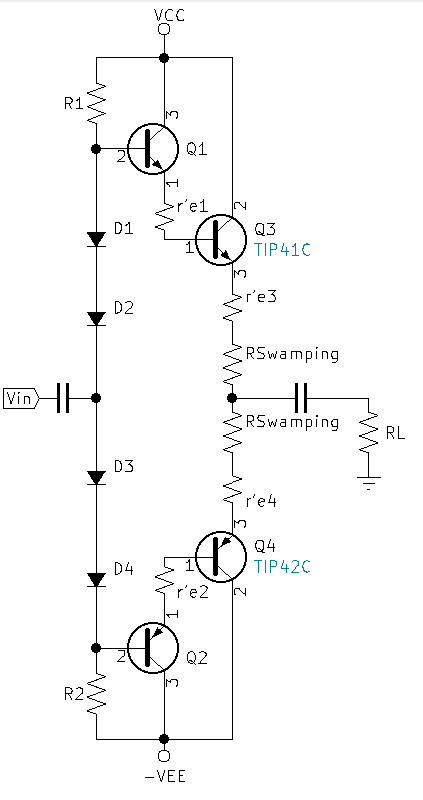 VCC
R1
3
2
Q1
1
r'e1
D1
2
Q3
TIP41C
1
3
r'e3
D2
RSwamping
Vin
RSwamping
RL
D3
r'e4
3
Q4
TIP42C
1
D4
r'e2
2
1
2
Q2
3
R2
-VEE